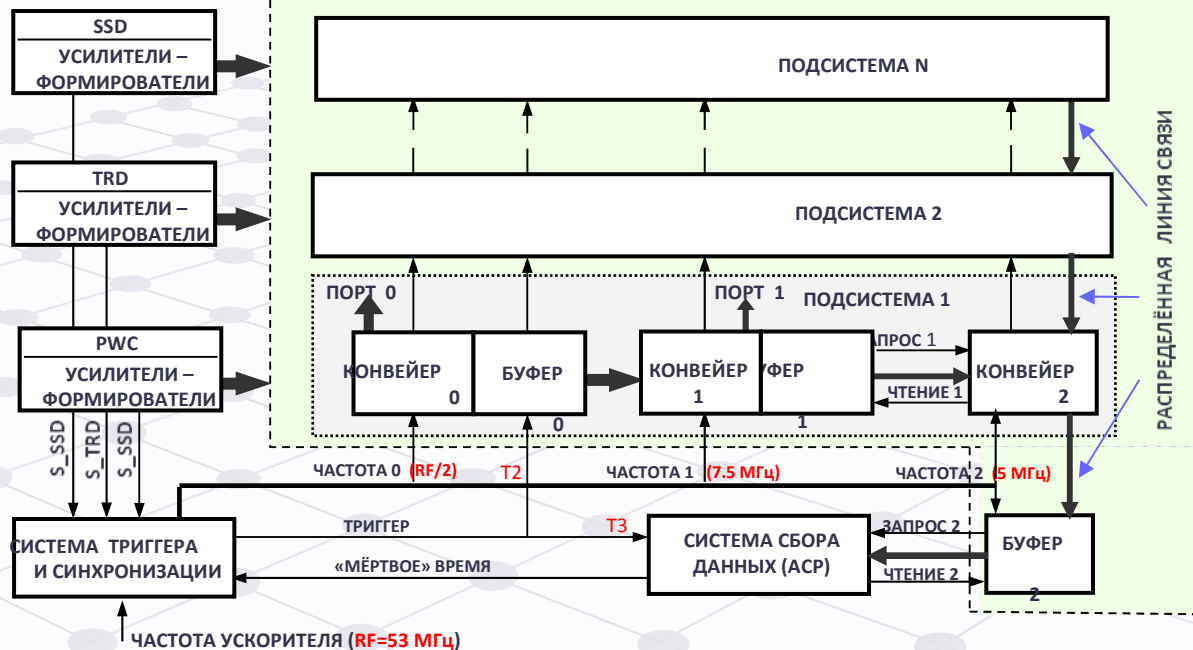 SSD
УСИЛИТЕЛИ –
ФОРМИРОВАТЕЛИ
ПОДСИСТЕМА N
TRD
УСИЛИТЕЛИ –
ФОРМИРОВАТЕЛИ
ПОДСИСТЕМА 2
РАСПРЕДЕЛЁННАЯ ЛИНИЯ СВЯЗИ
ПОРТ 0
ПОРТ 1
ПОДСИСТЕМА 1
PWC
УСИЛИТЕЛИ –
ФОРМИРОВАТЕЛИ
КОНВЕЙЕР
0
БУФЕР
0
КОНВЕЙЕР
1
УФЕР
1
АПРОС 1
ЧТЕНИЕ 1
КОНВЕЙЕР
2
S_SSD
S_TRD
S_SSD
ЧАСТОТА 0 (RF/2)
T2
ЧАСТОТА 1 (7.5 МГц)
ЧАСТОТА 2 (5 МГц)
СИСТЕМА ТРИГГЕРА
И СИНХРОНИЗАЦИИ
ТРИГГЕР
T3
«МЁРТВОЕ» ВРЕМЯ
СИСТЕМА СБОРА
ДАННЫХ (АСР)
ЗАПРОС 2
ЧТЕНИЕ 2
БУФЕР
2
ЧАСТОТА УСКОРИТЕЛЯ (RF=53 МГц)